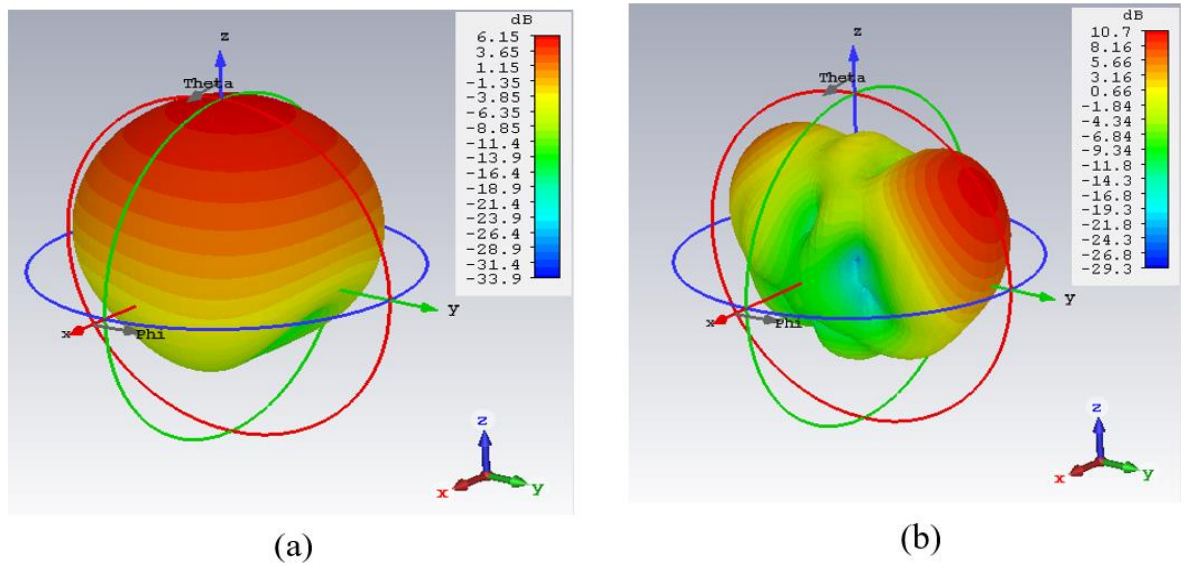 dB
6.15
3.65
1.15
-1.35
-3.85
-6.35
-8.85
-11.4
-13.9
-16.4
-18.9
-21.4
-23.9
-26.4
-28.9
-31.4
-33.9
z
Theta
x
Phi
y
z
x
y
(a)
dB
10.7
8.16
5.66
3.16
0.66
-1.84
-4.34
-6.84
-9.34
-11.8
-14.3
-16.8
-19.3
-21.8
-24.3
-26.8
-29.3
z
Theta
x
Phi
y
z
x
y
(b)